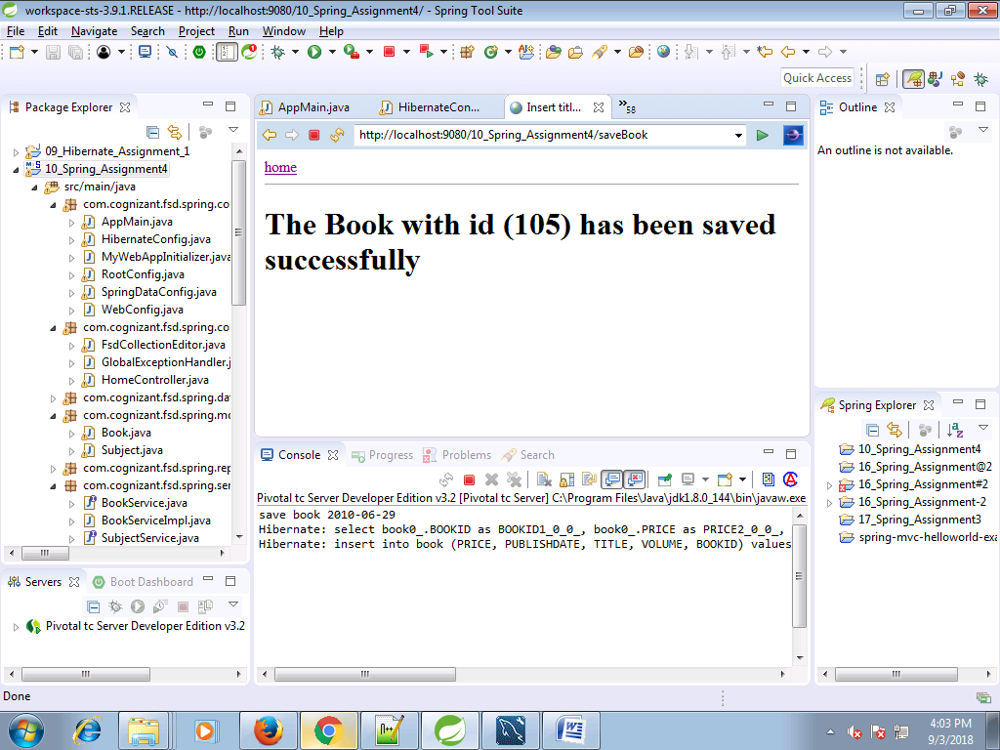 workspace-sts-3.9.1.RELEASE - http://localhost:9080/10_Spring_Assignment4/ - Spring Tool Suite
File Edit Navigate Search Project Run Window Help
Quick Access
Package Explorer
09_Hibernate_Assignment_1
10_Spring_Assignment4
src/main/java
com.cognizant.fsd.spring.co
AppMain.java
HibernateConfig.java
MyWebAppInitializer.java
RootConfig.java
SpringDataConfig.java
WebConfig.java
com.cognizant.fsd.spring.co
FsdCollectionEditor.java
GlobalExceptionHandler.j
HomeController.java
com.cognizant.fsd.spring.da
com.cognizant.fsd.spring.mo
Book.java
Subject.java
com.cognizant.fsd.spring.rep
com.cognizant.fsd.spring.ser
BookService.java
BookServiceImpl.java
SubjectService.java
Servers Boot Dashboard
Pivotal tc Server Developer Edition v3.2
AppMain.java HibernateCon... Insert titl... »58
http://localhost:9080/10_Spring_Assignment4/saveBook
home
The Book with id (105) has been saved
successfully
Console Progress Problems Search
Pivotal tc Server Developer Edition v3.2 [Pivotal tc Server] C:\Program Files\Java\jdk1.8.0_144\bin\javaw.exe
save book 2010-06-29
Hibernate: select book0_.BOOKID as BOOKID1_0_0_, book0_.PRICE as PRICE2_0_0_,
Hibernate: insert into book (PRICE, PUBLISHDATE, TITLE, VOLUME, BOOKID) values
Outline
An outline is not available.
Spring Explorer
10_Spring_Assignment4
16_Spring_Assignment@2
16_Spring_Assignment#2
16_Spring_Assignment-2
17_Spring_Assignment3
spring-mvc-helloworld-exa
Done
4:03 PM
9/3/2018